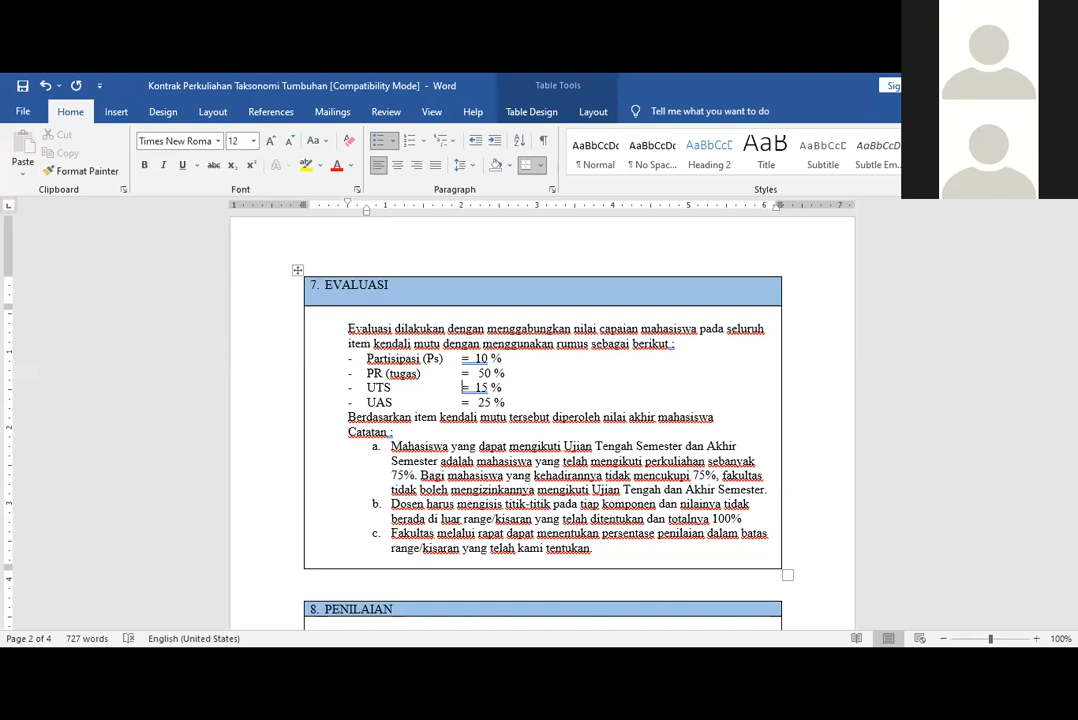 Kontrak Perkuliahan Taksonomi Tumbuhan [Compatibility Mode] - Word
Table Tools
File Home Insert Design Layout References Mailings Review View Help Table Design Layout Tell me what you want to do
Cut
Copy
Format Painter
Paste
Clipboard
Times New Roma 12
Font
Paragraph
AaBbCcDc AaBbCcDc AaBbCcD AaB AaBbCcD AaBbCcDc
¶ Normal ¶ No Spac... Heading 2 Title Subtitle Subtle Em...
Styles
7. EVALUASI
Evaluasi dilakukan dengan menggabungkan nilai capaian mahasiswa pada seluruh
item kendali mutu dengan menggunakan rumus sebagai berikut :
- Partisipasi (Ps) = 10 %
- PR (tugas) = 50 %
- UTS = 15 %
- UAS = 25 %
Berdasarkan item kendali mutu tersebut diperoleh nilai akhir mahasiswa
Catatan :
a. Mahasiswa yang dapat mengikuti Ujian Tengah Semester dan Akhir
Semester adalah mahasiswa yang telah mengikuti perkuliahan sebanyak
75%. Bagi mahasiswa yang kehadirannya tidak mencukupi 75%, fakultas
tidak boleh mengizinkannya mengikuti Ujian Tengah dan Akhir Semester.
b. Dosen harus mengisis titik-titik pada tiap komponen dan nilainya tidak
berada di luar range/kisaran yang telah ditentukan dan totalnya 100%
c. Fakultas melalui rapat dapat menentukan persentase penilaian dalam batas
range/kisaran yang telah kami tentukan.
8. PENILAIAN
Page 2 of 4 727 words English (United States) 100%